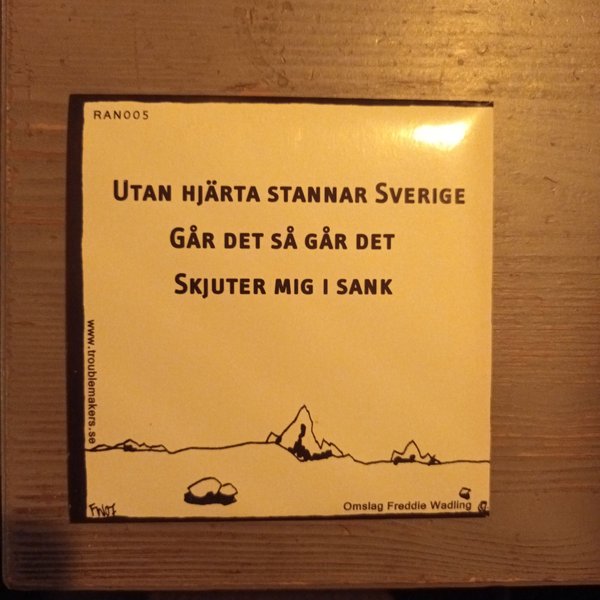 RAN005
UTAN HJÄRTA STANNAR SVERIGE
GÅR DET SÅ GÅR DET
SKJUTER MIG I SANK
www.troublemakers.se
FW07
Omslag Freddie Wadling